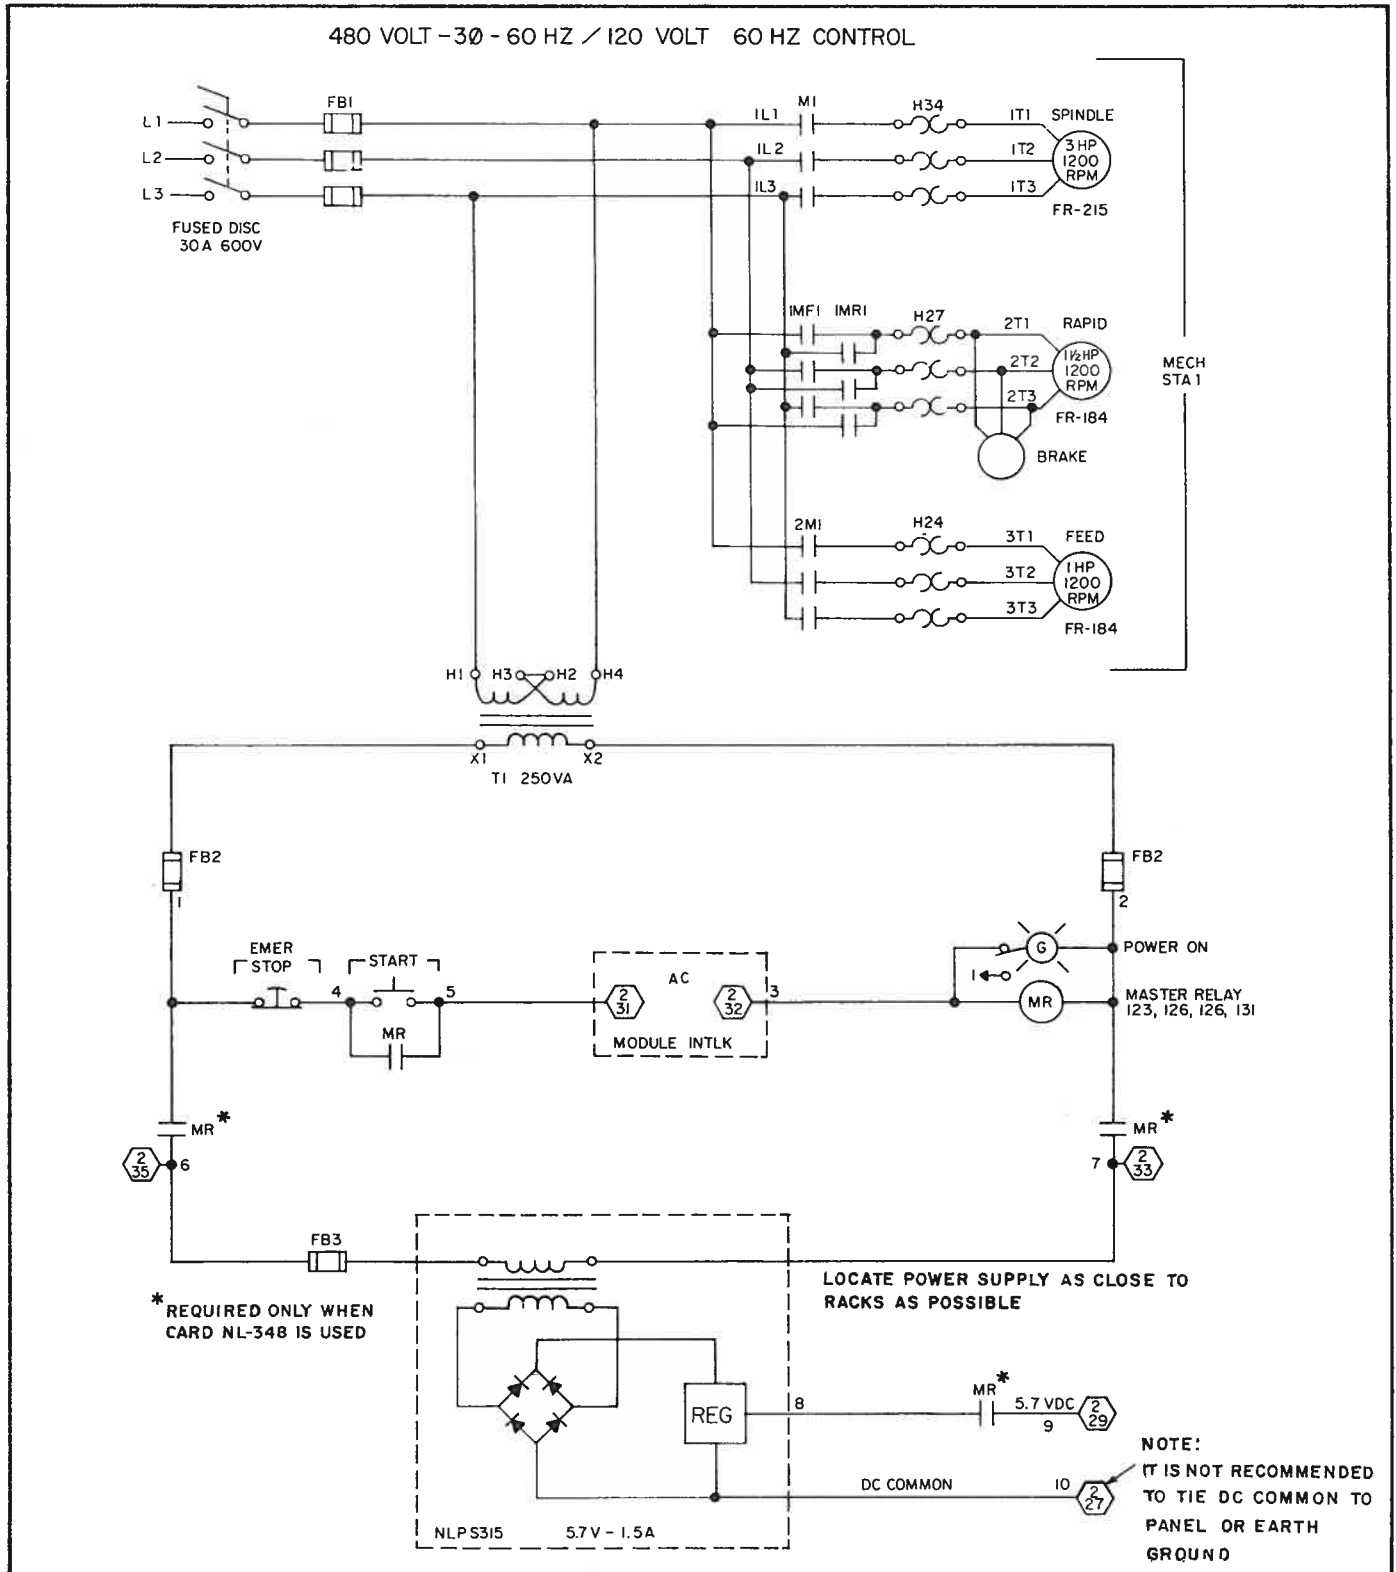 480 VOLT - 3Ø - 60 HZ / 120 VOLT 60 HZ CONTROL
FB1
M1
H34
L1
1L1
1T1
SPINDLE
L2
1L2
1T2
3 HP
1200
RPM
L3
1L3
1T3
FR-215
FUSED DISC
30A 600V
1MF1
1MR1
H27
2T1
RAPID
2T2
1½HP
1200
RPM
2T3
FR-184
BRAKE
MECH
STA 1
2M1
H24
3T1
FEED
3T2
1 HP
1200
RPM
3T3
FR-184
H1
H3
H2
H4
X1
X2
T1 250VA
FB2
1
FB2
2
EMER
STOP
4
START
5
MR
AC
2
31
2
32
MODULE INTLK
3
G
POWER ON
1
MR
MASTER RELAY
123, 126, 126, 131
MR*
MR*
2
35
6
7
2
33
FB3
LOCATE POWER SUPPLY AS CLOSE TO
RACKS AS POSSIBLE
*REQUIRED ONLY WHEN
CARD NL-348 IS USED
REG
8
MR*
5.7 VDC
9
2
29
DC COMMON
10
2
27
NOTE:
IT IS NOT RECOMMENDED
TO TIE DC COMMON TO
PANEL OR EARTH
GROUND
NLPS315
5.7V - 1.5A